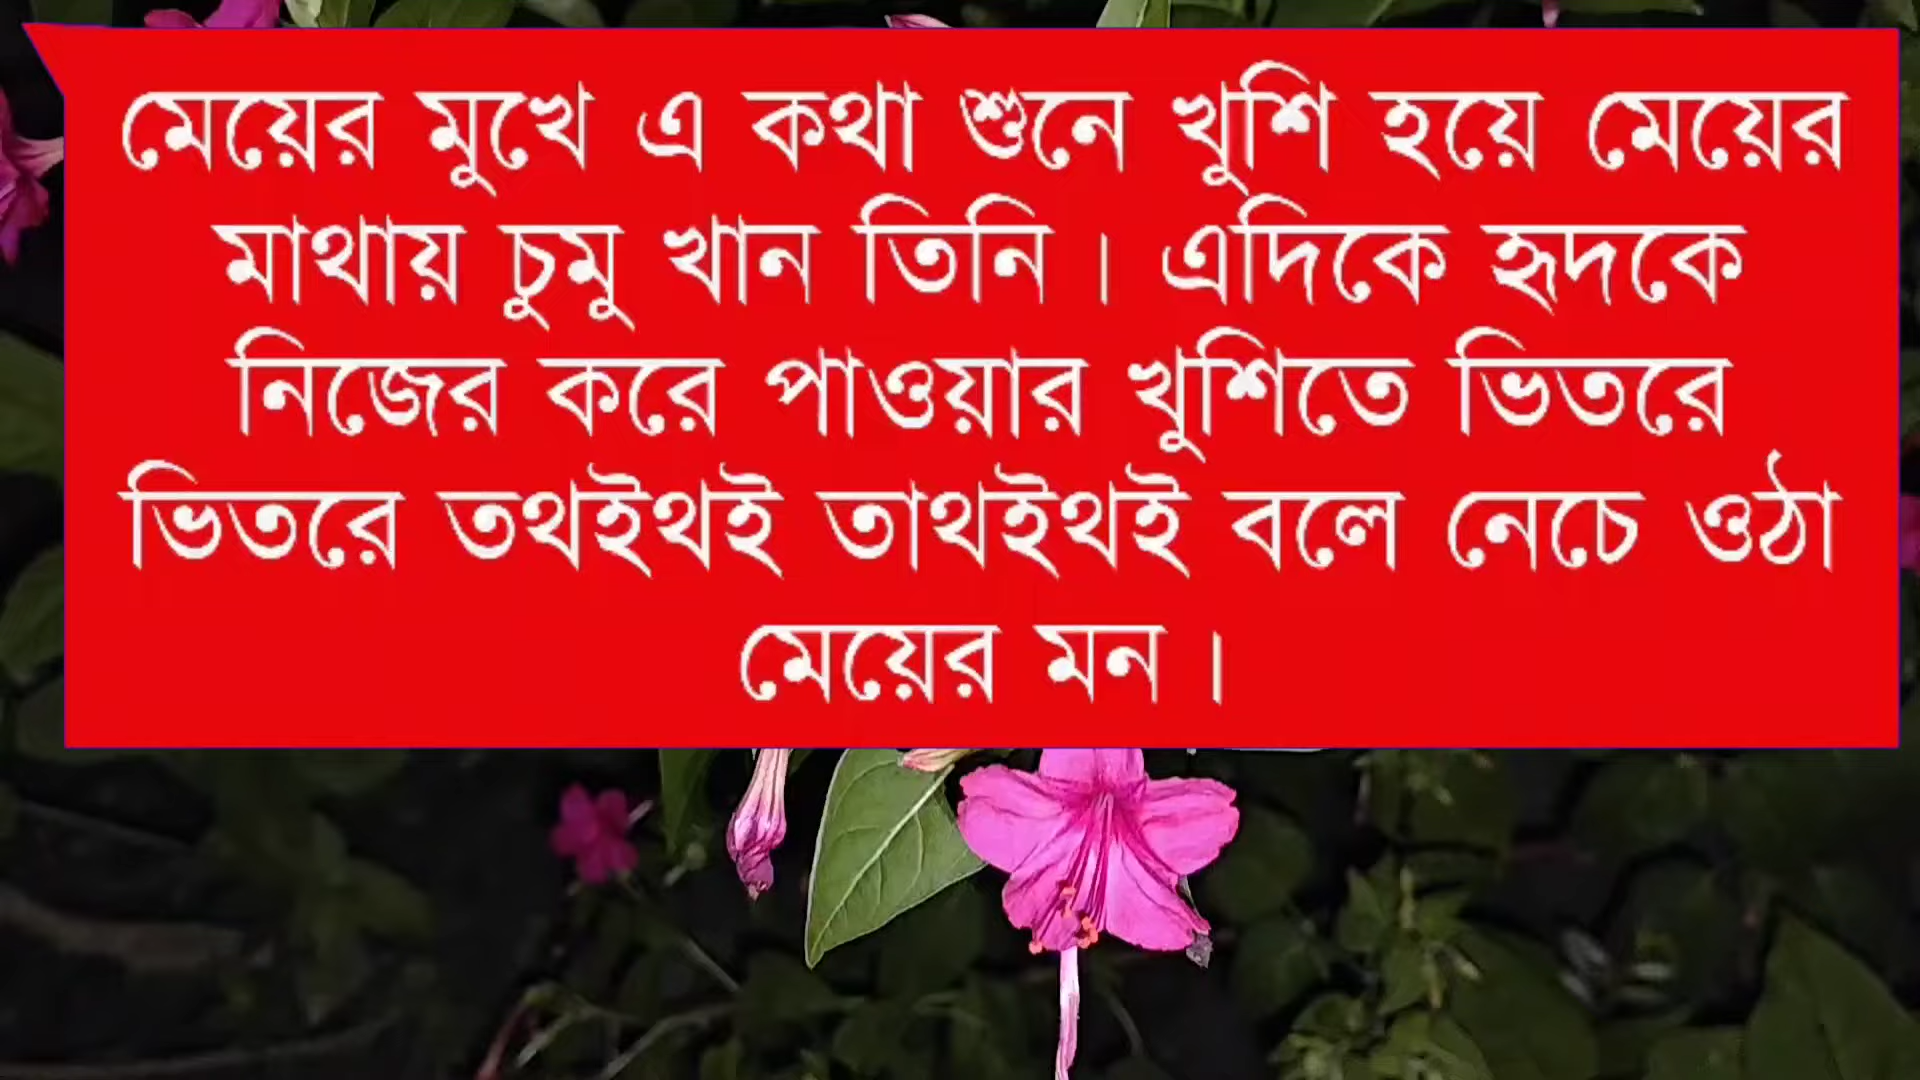 মেয়ের মুখে এ কথা শুনে খুশি হয়ে মেয়ের
মাথায় চুমু খান তিনি । এদিকে হৃদকে
নিজের করে পাওয়ার খুশিতে ভিতরে
ভিতরে তথইথই তাথইথই বলে নেচে ওঠা
মেয়ের মন ।